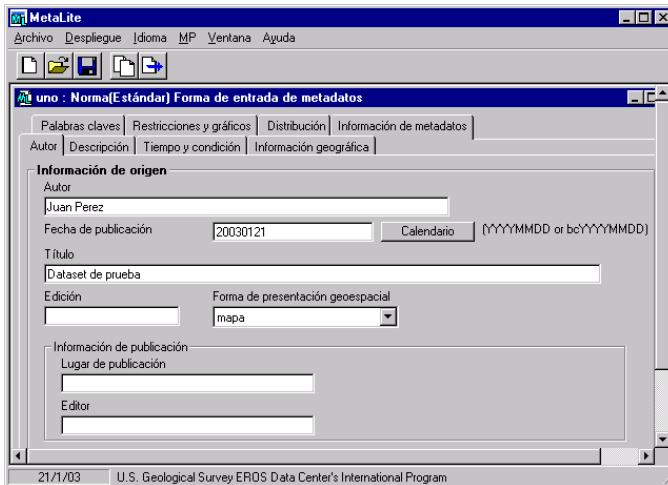 MetaLite
Archivo Despliegue Idioma MP Ventana Ayuda
uno : Norma(Estándar) Forma de entrada de metadatos
Palabras claves Restricciones y gráficos Distribución Información de metadatos
Autor Descripción Tiempo y condición Información geográfica
Información de origen
Autor
Juan Perez
Fecha de publicación 20030121 Calendario (YYYYMMDD or bcYYYYMMDD)
Título
Dataset de prueba
Edición Forma de presentación geoespacial
mapa
Información de publicación
Lugar de publicación
Editor
21/1/03 U.S. Geological Survey EROS Data Center's International Program